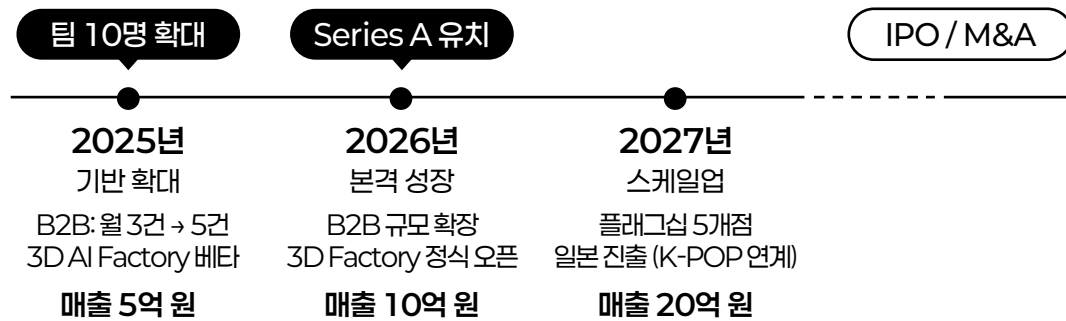 팀 10명 확대
Series A 유치
IPO / M&A
2025년
기반 확대
B2B: 월 3건 → 5건
3D AI Factory 베타
매출 5억 원
2026년
본격 성장
B2B 규모 확장
3D Factory 정식 오픈
매출 10억 원
2027년
스케일업
플래그십 5개점
일본 진출 (K-POP 연계)
매출 20억 원